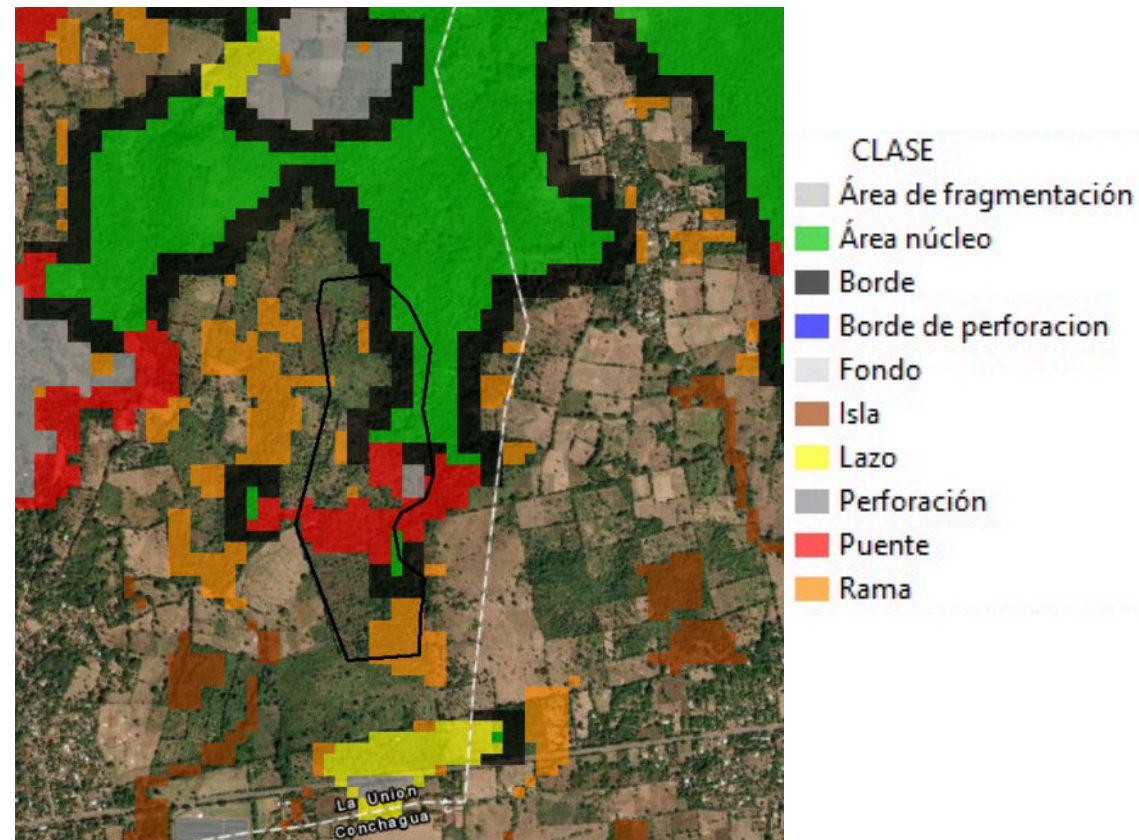 CLASE
Área de fragmentación
Área núcleo
Borde
Borde de perforacion
Fondo
Isla
Lazo
Perforación
Puente
Rama
La Union
Conchagua